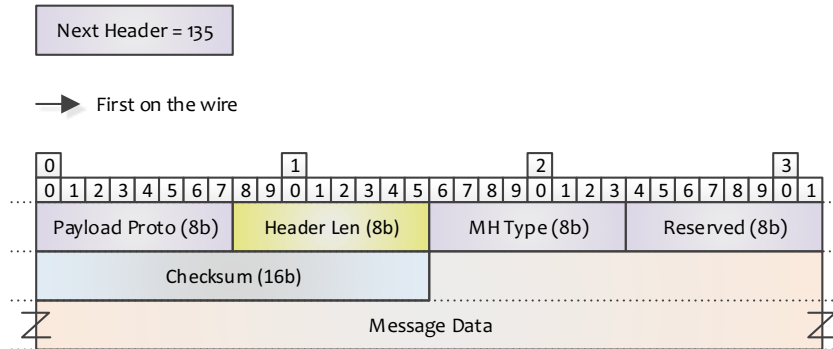 Next Header = 135
First on the wire
0 1 2 3
0 1 2 3 4 5 6 7 8 9 0 1 2 3 4 5 6 7 8 9 0 1 2 3 4 5 6 7 8 9 0 1
Payload Proto (8b) Header Len (8b) MH Type (8b) Reserved (8b)
Checksum (16b)
Message Data